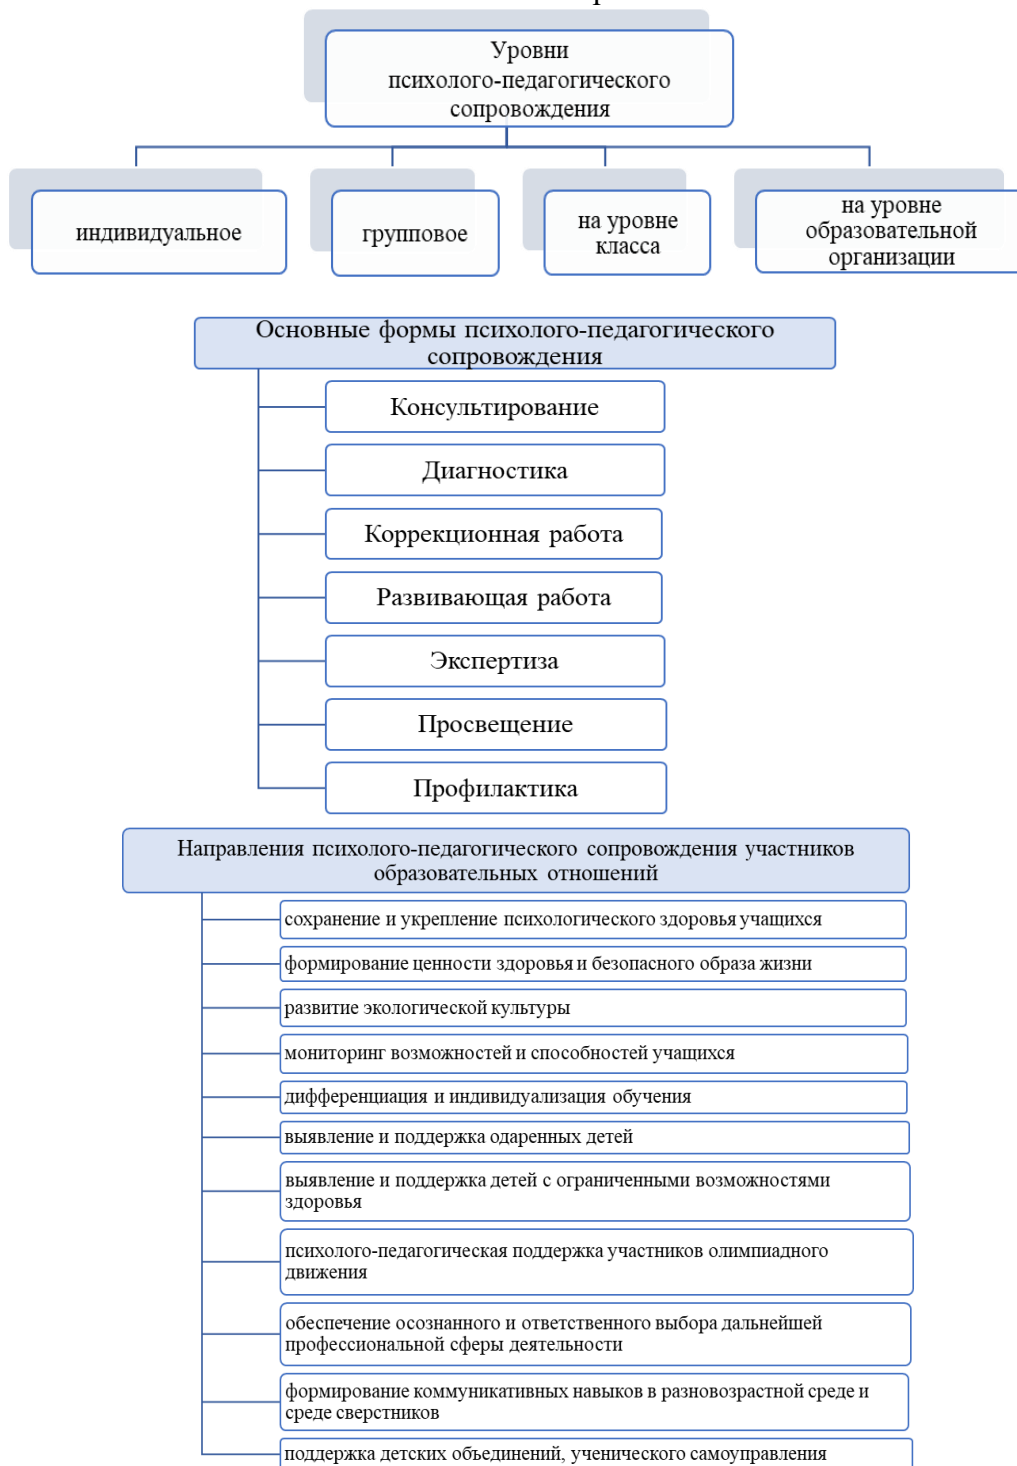 Уровни
психолого-педагогического
сопровождения
индивидуальное
групповое
на уровне
класса
на уровне
образовательной
организации
Основные формы психолого-педагогического
сопровождения
Консультирование
Диагностика
Коррекционная работа
Развивающая работа
Экспертиза
Просвещение
Профилактика
Направления психолого-педагогического сопровождения участников
образовательных отношений
сохранение и укрепление психологического здоровья учащихся
формирование ценности здоровья и безопасного образа жизни
развитие экологической культуры
мониторинг возможностей и способностей учащихся
дифференциация и индивидуализация обучения
выявление и поддержка одаренных детей
выявление и поддержка детей с ограниченными возможностями
здоровья
психолого-педагогическая поддержка участников олимпиадного
движения
обеспечение осознанного и ответственного выбора дальнейшей
профессиональной сферы деятельности
формирование коммуникативных навыков в разновозрастной среде и
среде сверстников
поддержка детских объединений, ученического самоуправления